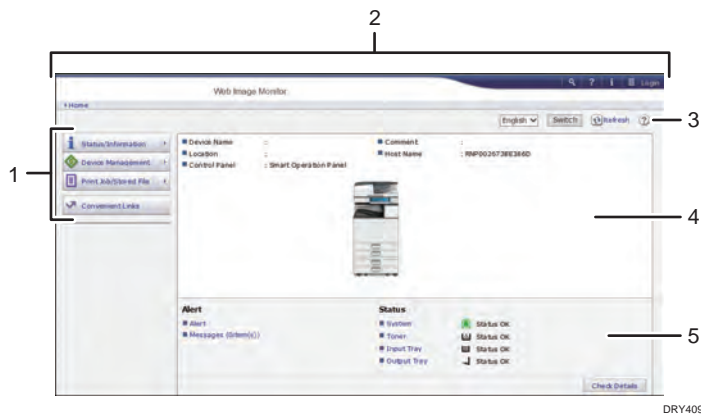 2
Login
Web Image Monitor
Home
English Switch Refresh 3
1
Status/Information
Device Management
Print Job/Stored File
Convenient Links
Device Name :
Location :
Control Panel : Smart Operation Panel
Comment :
Host Name : RNP002673BE366D
4
Alert
Alert
Messages (0item(s))
Status
System Status OK
Toner Status OK
Input Tray Status OK
Output Tray Status OK
5
Check Details
DRY409